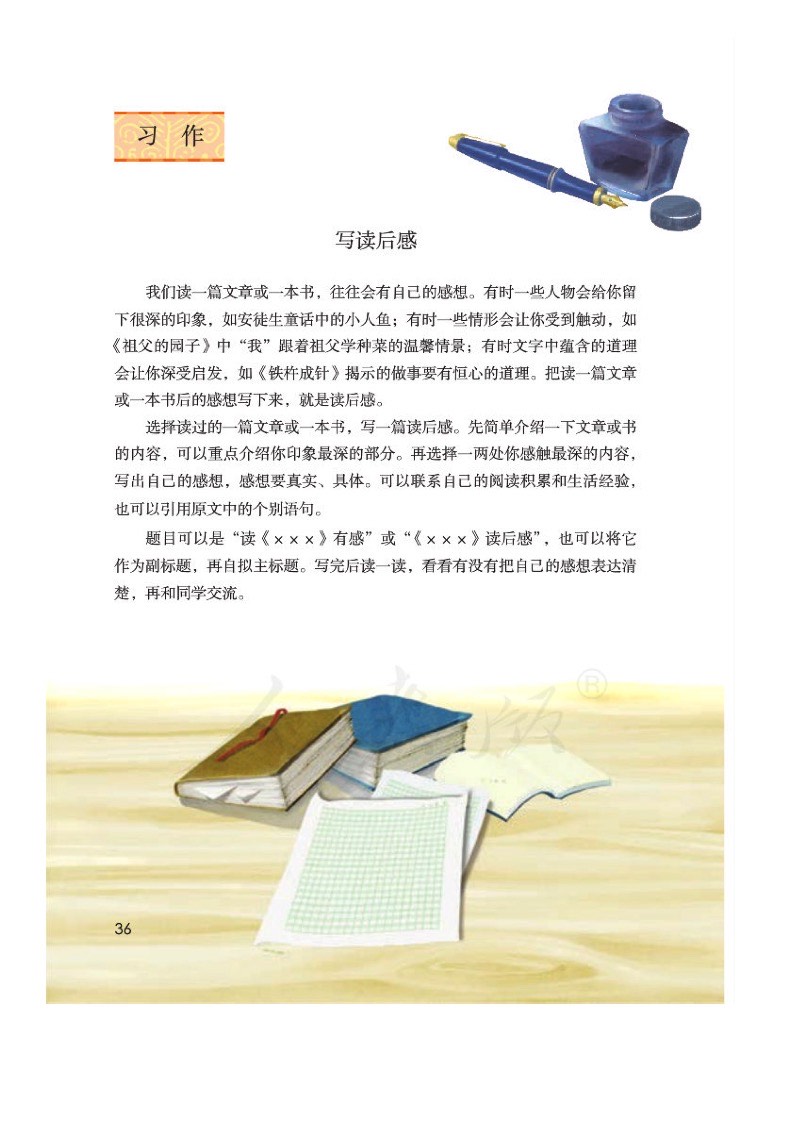 习 作
写读后感
我们读一篇文章或一本书，往往会有自己的感想。有时一些人物会给你留
下很深的印象，如安徒生童话中的小人鱼；有时一些情形会让你受到触动，如
《祖父的园子》中“我”跟着祖父学种菜的温馨情景；有时文字中蕴含的道理
会让你深受启发，如《铁杵成针》揭示的做事要有恒心的道理。把读一篇文章
或一本书后的感想写下来，就是读后感。
选择读过的一篇文章或一本书，写一篇读后感。先简单介绍一下文章或书
的内容，可以重点介绍你印象最深的部分。再选择一两处你感触最深的内容，
写出自己的感想，感想要真实、具体。可以联系自己的阅读积累和生活经验，
也可以引用原文中的个别语句。
题目可以是“读《×××》有感”或“《×××》读后感”，也可以将它
作为副标题，再自拟主标题。写完后读一读，看看有没有把自己的感想表达清
楚，再和同学交流。
人教版®
36